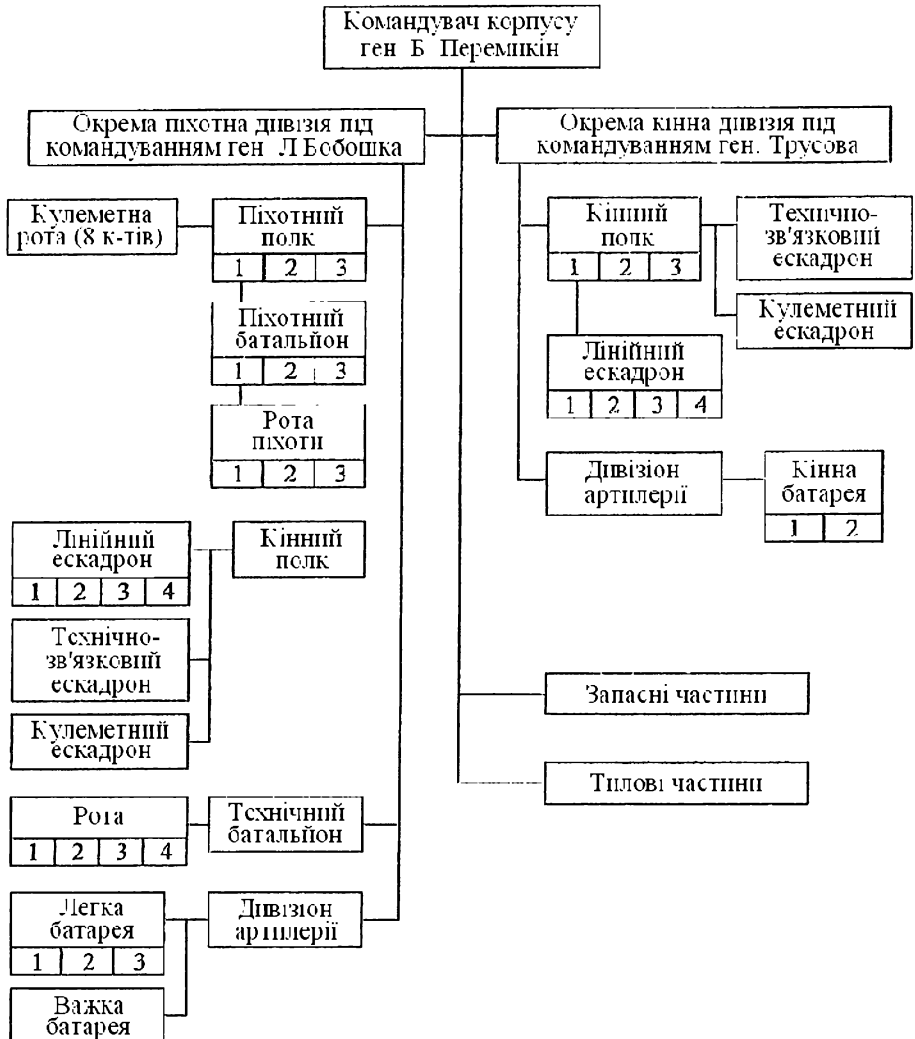 Командувач корпусу
ген Б Перемикін
Окрема піхотна дивізія під
командуванням ген Л Бобошка
Окрема кінна дивізія під
командуванням ген. Трусова
Кулеметна
рота (8 к-тів)
Піхотний
полк
1 2 3
Піхотний
батальйон
1 2 3
Рота
піхоти
1 2 3
Кінний
полк
1 2 3
Технічно-
зв'язковий
ескадрон
Кулеметний
ескадрон
Лінійний
ескадрон
1 2 3 4
Дивізіон
артилерії
Кінна
батарея
1 2
Лінійний
ескадрон
1 2 3 4
Кінний
полк
Технічно-
зв'язковий
ескадрон
Кулеметний
ескадрон
Запасні частини
Тилові частини
Рота
1 2 3 4
Технічний
батальйон
Легка
батарея
1 2 3
Дивізіон
артилерії
Важка
батарея